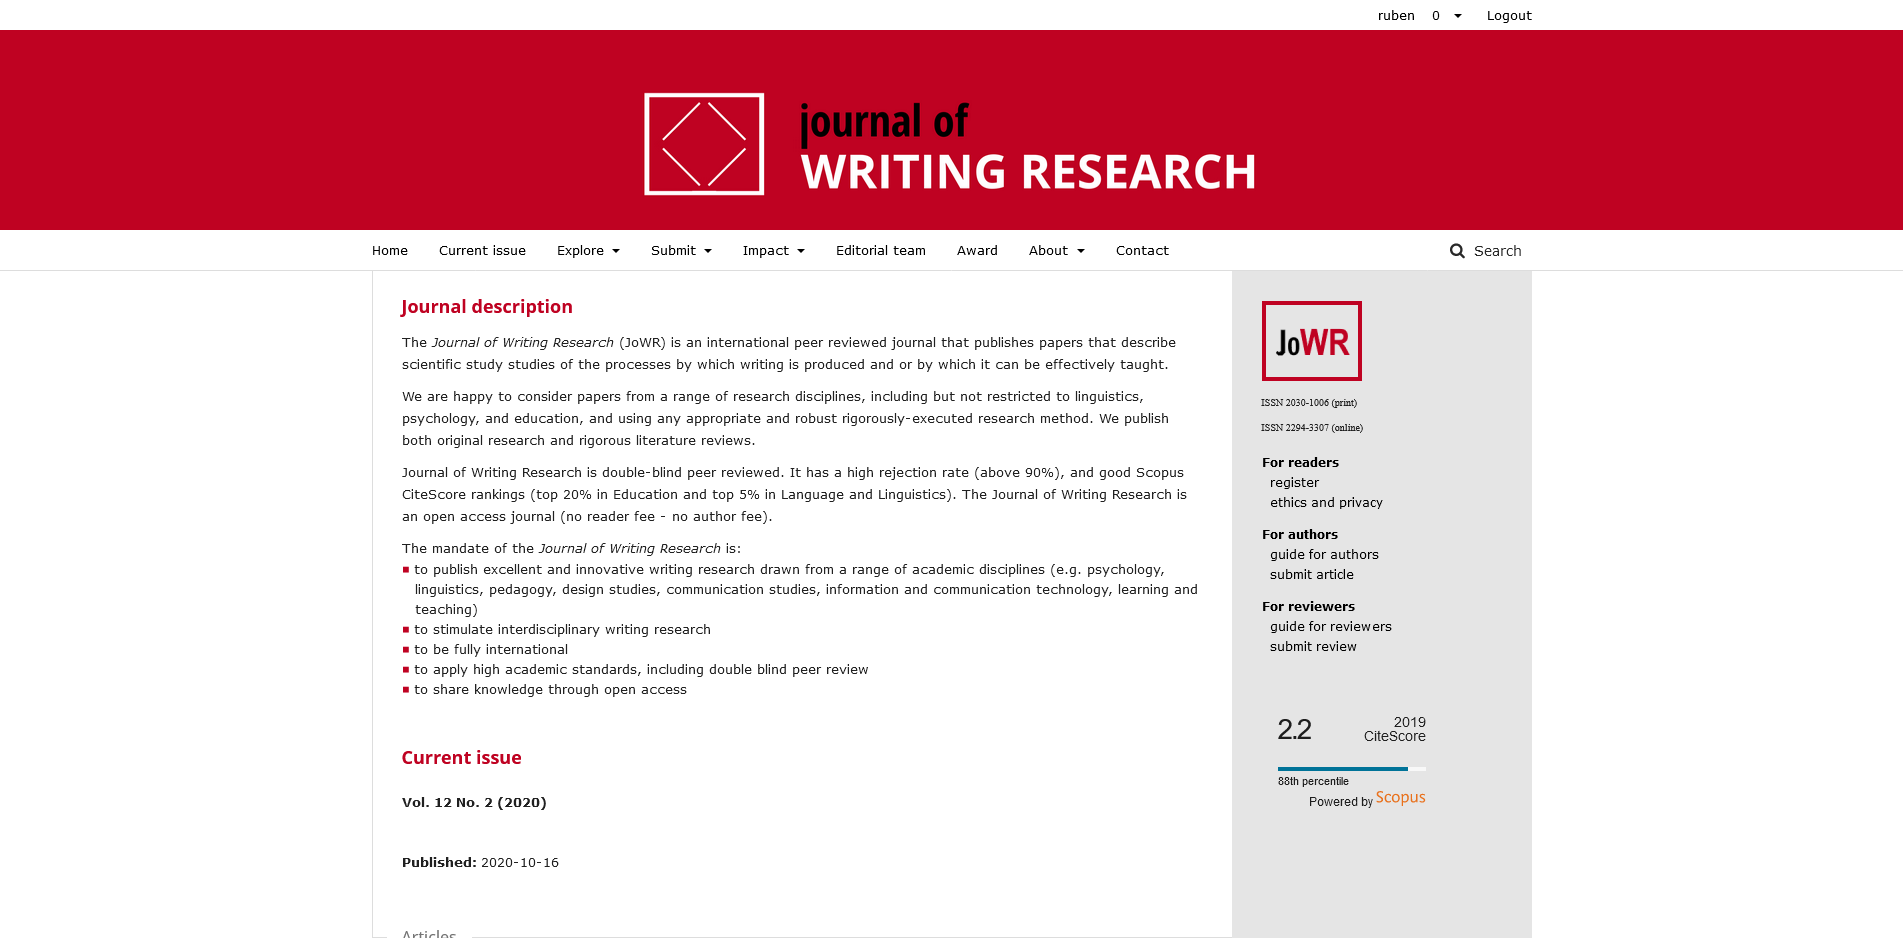 ruben 0 Logout
journal of
WRITING RESEARCH
Home Current issue Explore Submit Impact Editorial team Award About Contact Search
Journal description
The Journal of Writing Research (JoWR) is an international peer reviewed journal that publishes papers that describe
scientific study studies of the processes by which writing is produced and or by which it can be effectively taught.
We are happy to consider papers from a range of research disciplines, including but not restricted to linguistics,
psychology, and education, and using any appropriate and robust rigorously-executed research method. We publish
both original research and rigorous literature reviews.
Journal of Writing Research is double-blind peer reviewed. It has a high rejection rate (above 90%), and good Scopus
CiteScore rankings (top 20% in Education and top 5% in Language and Linguistics). The Journal of Writing Research is
an open access journal (no reader fee - no author fee).
The mandate of the Journal of Writing Research is:
to publish excellent and innovative writing research drawn from a range of academic disciplines (e.g. psychology,
linguistics, pedagogy, design studies, communication studies, information and communication technology, learning and
teaching)
to stimulate interdisciplinary writing research
to be fully international
to apply high academic standards, including double blind peer review
to share knowledge through open access
Current issue
Vol. 12 No. 2 (2020)
Published: 2020-10-16
Articles
JoWR
ISSN 2030-1006 (print)
ISSN 2294-3307 (online)
For readers
register
ethics and privacy
For authors
guide for authors
submit article
For reviewers
guide for reviewers
submit review
2.2 2019
CiteScore
88th percentile
Powered by Scopus